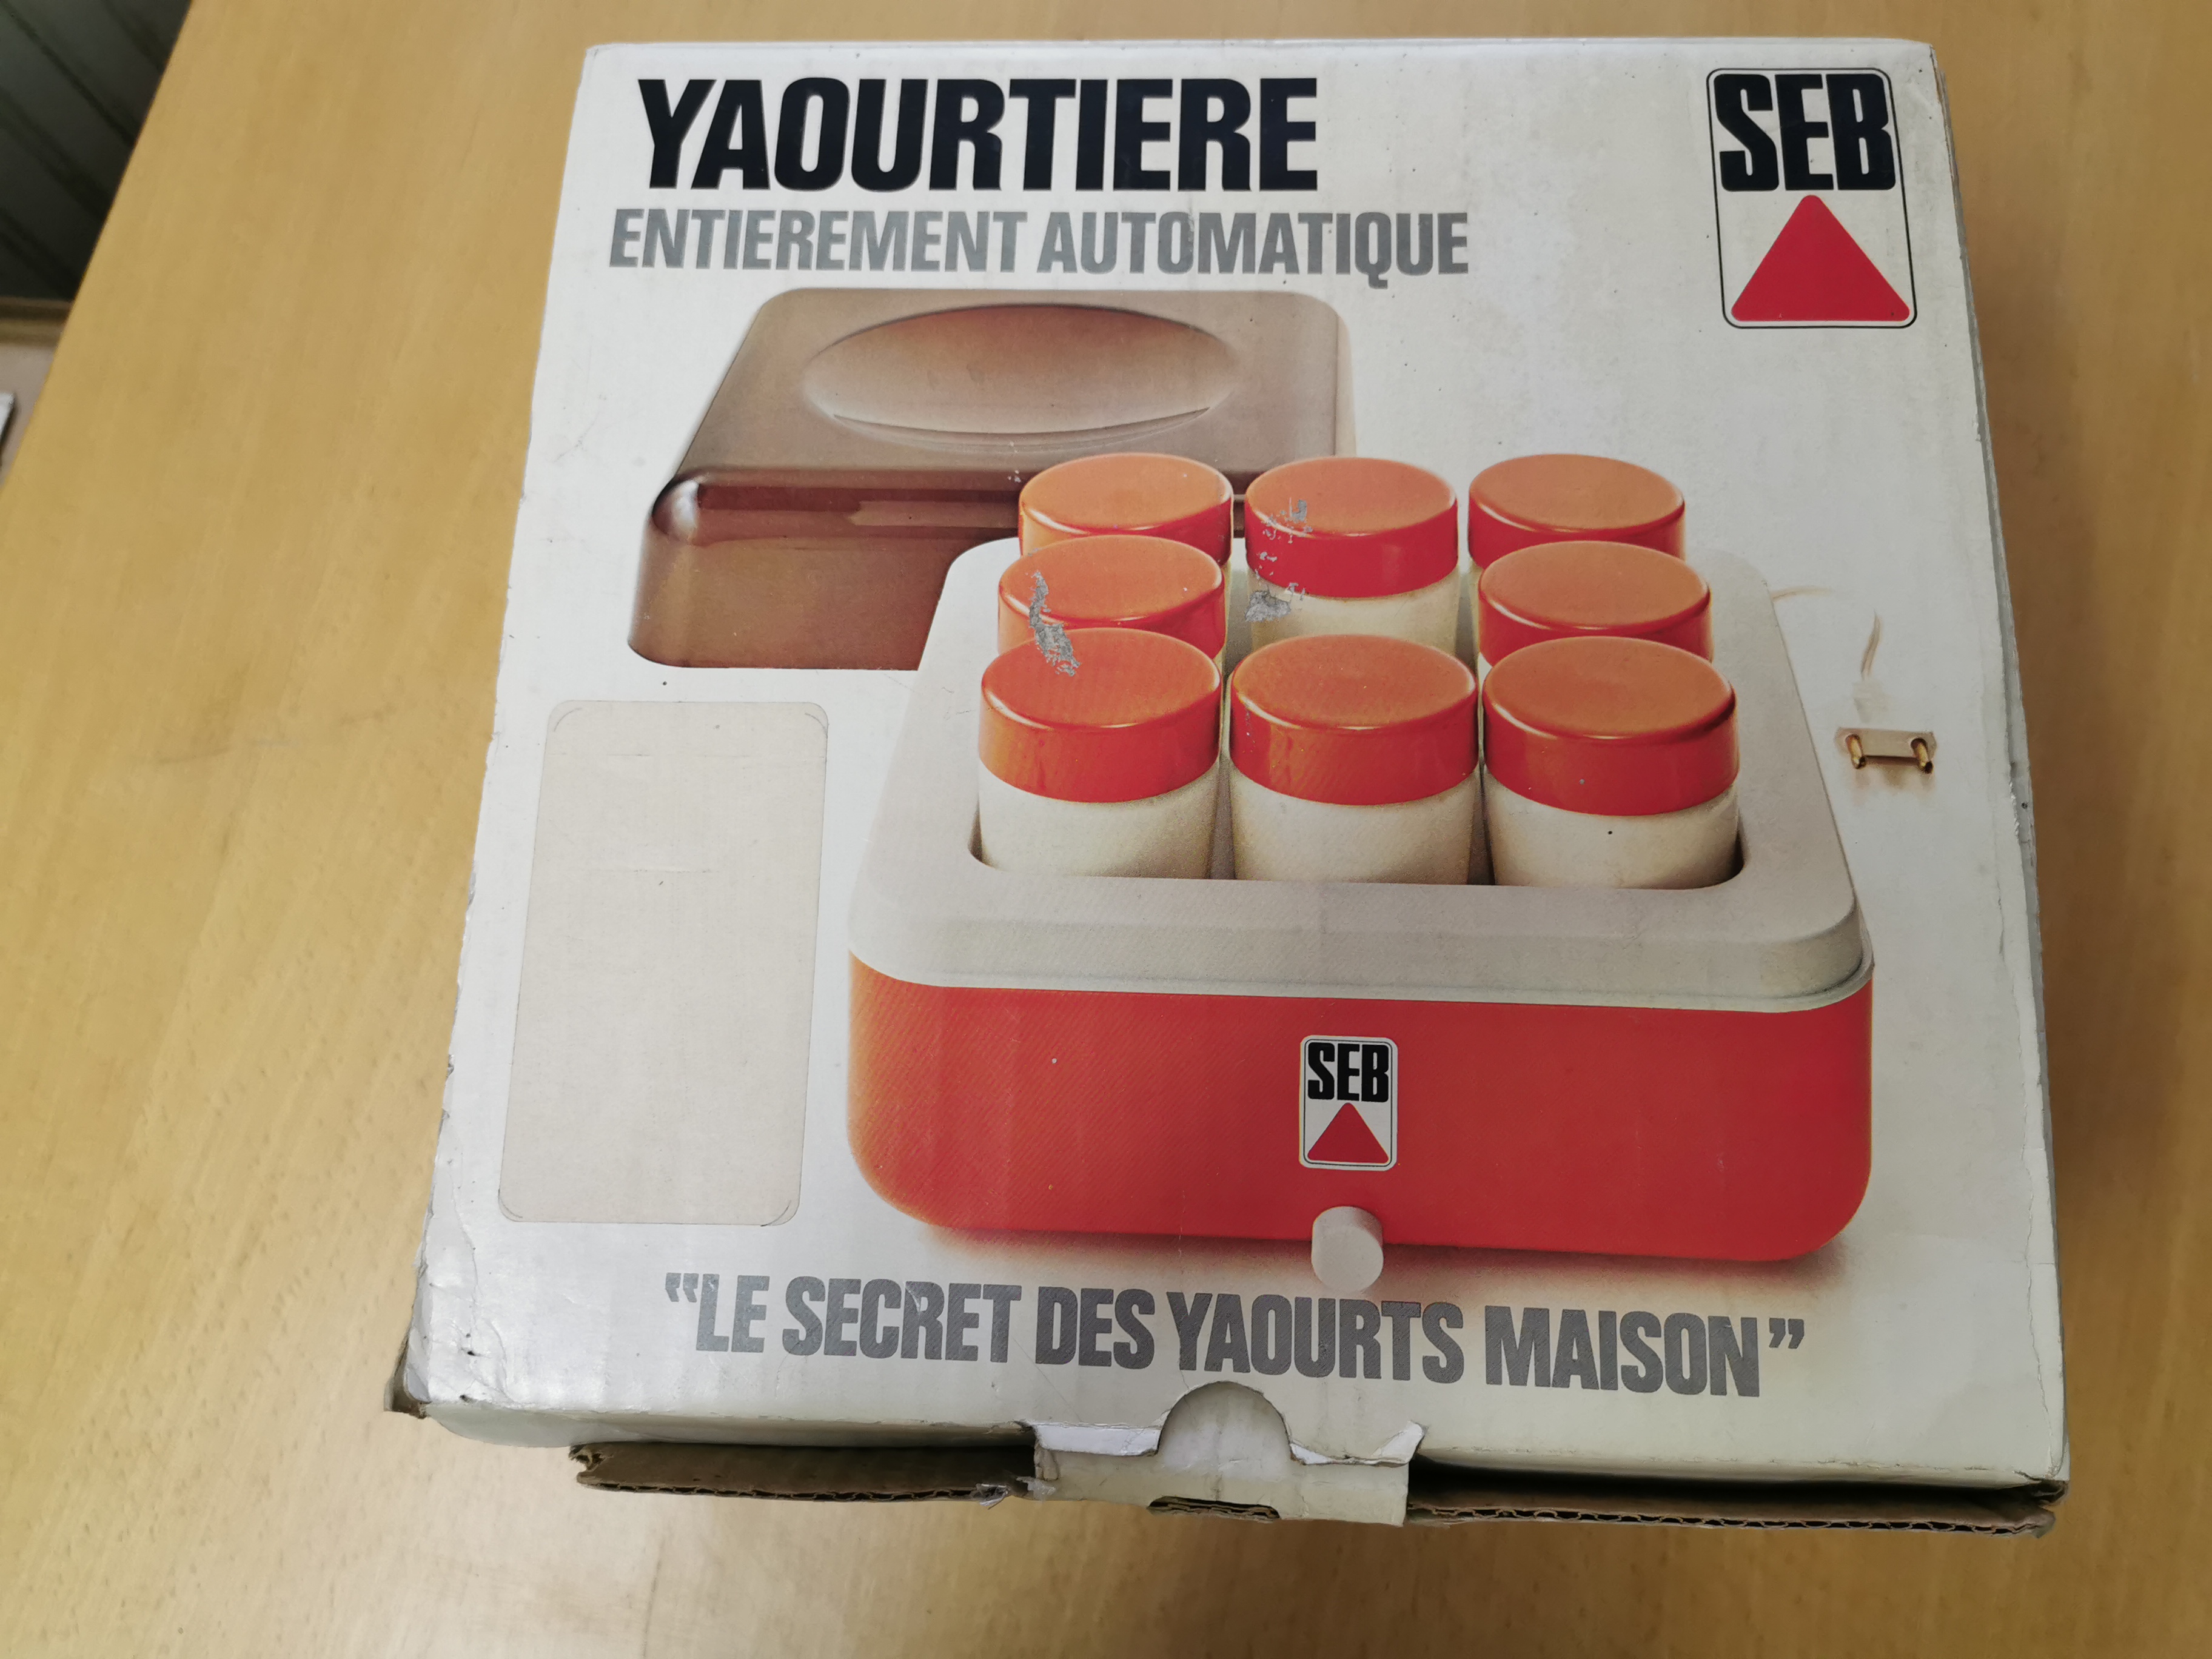 YAOURTIERE
SEB
ENTIEREMENT AUTOMATIQUE
SEB
“LE SECRET DES YAOURTS MAISON”